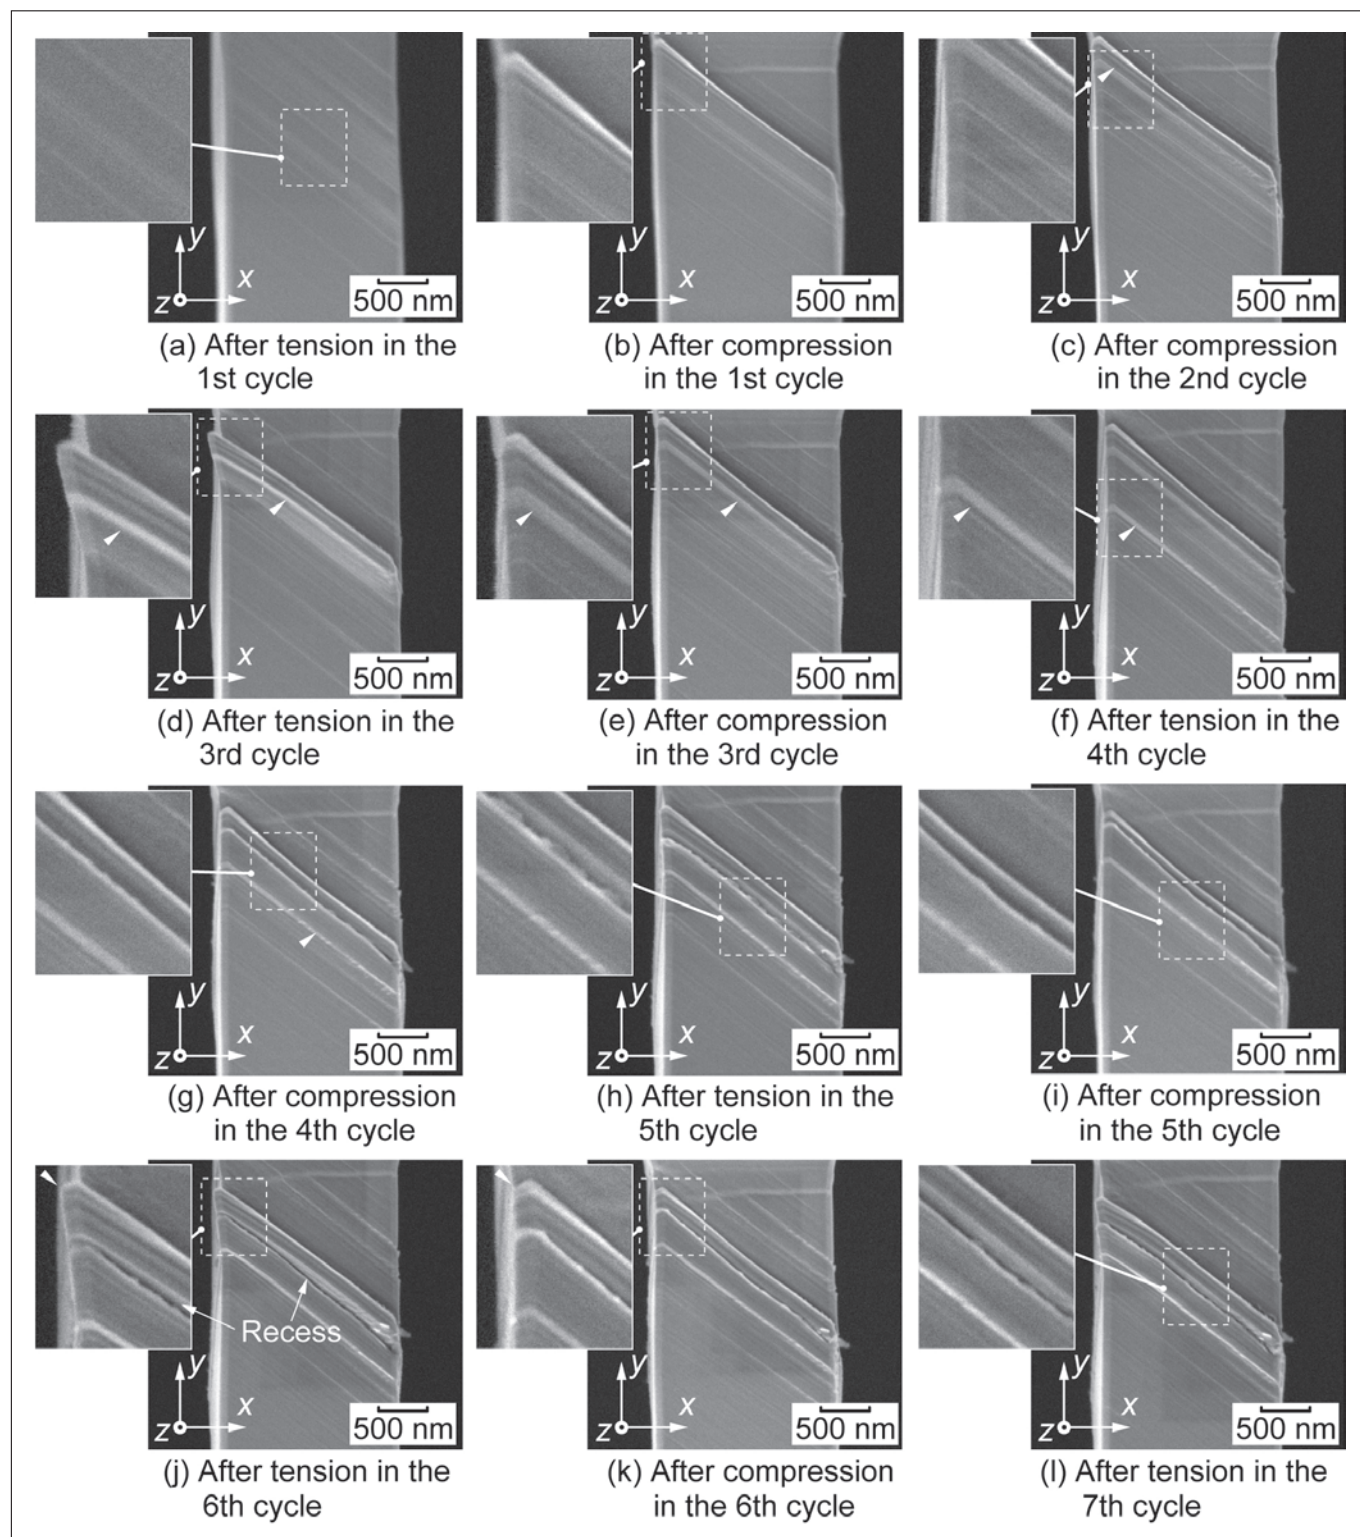 y
x
z
500 nm
(a) After tension in the
1st cycle
y
x
z
500 nm
(b) After compression
in the 1st cycle
y
x
z
500 nm
(c) After compression
in the 2nd cycle
y
x
z
500 nm
(d) After tension in the
3rd cycle
y
x
z
500 nm
(e) After compression
in the 3rd cycle
y
x
z
500 nm
(f) After tension in the
4th cycle
y
x
z
500 nm
(g) After compression
in the 4th cycle
y
x
z
500 nm
(h) After tension in the
5th cycle
y
x
z
500 nm
(i) After compression
in the 5th cycle
Recess
y
x
z
500 nm
(j) After tension in the
6th cycle
y
x
z
500 nm
(k) After compression
in the 6th cycle
y
x
z
500 nm
(l) After tension in the
7th cycle